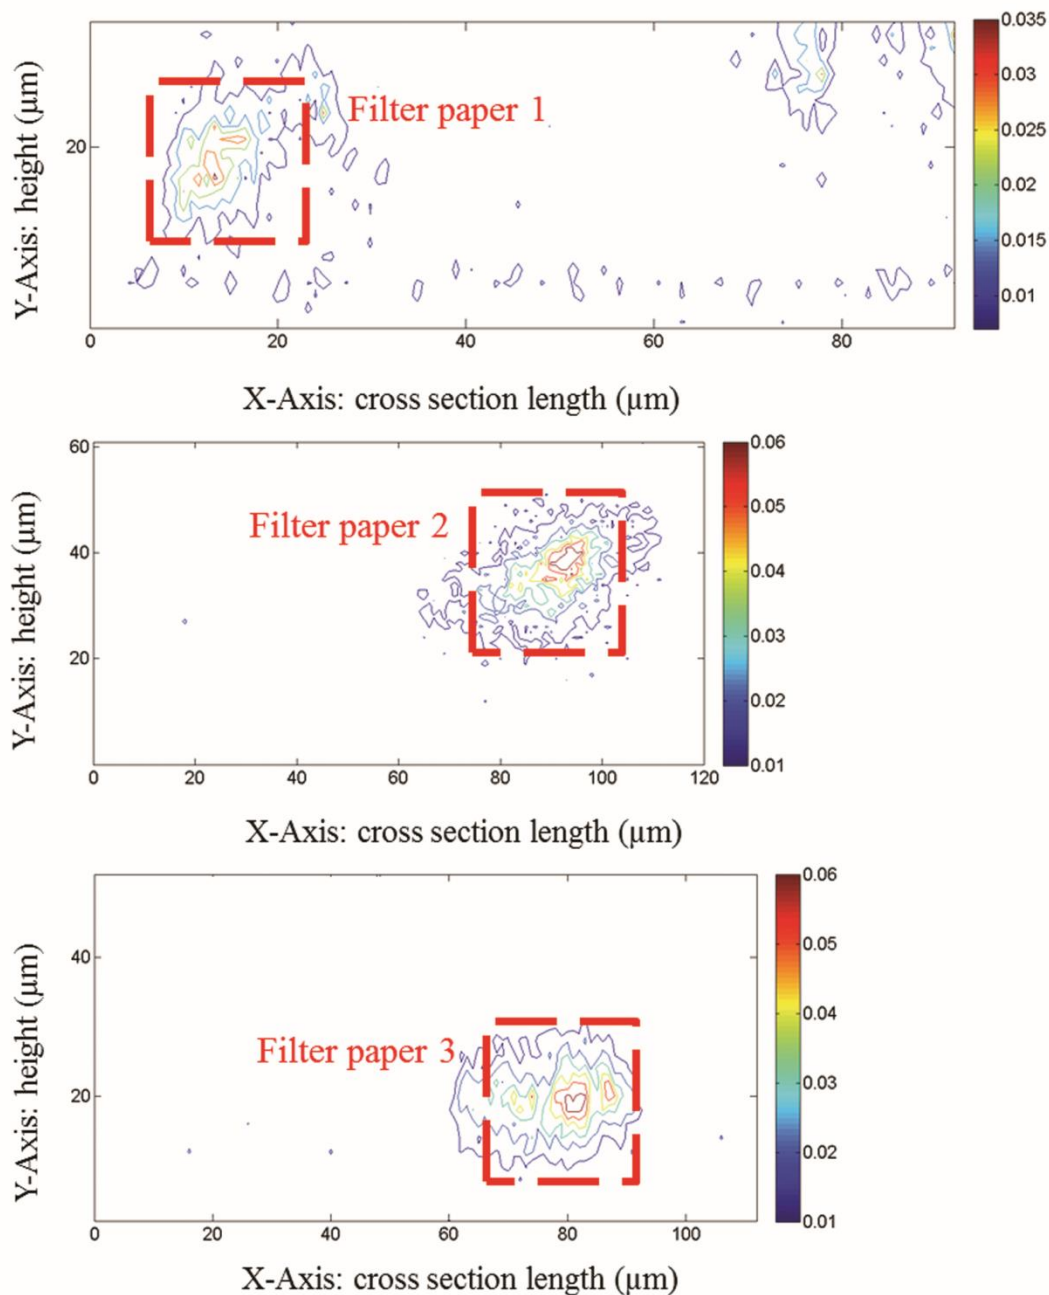 0.035
0.03
0.025
0.02
0.015
0.01
Y-Axis: height (µm)
20
Filter paper 1
0 20 40 60 80
X-Axis: cross section length (µm)
0.06
0.05
0.04
0.03
0.02
0.01
Y-Axis: height (µm)
60
40
20
0
Filter paper 2
0 20 40 60 80 100 120
X-Axis: cross section length (µm)
0.06
0.05
0.04
0.03
0.02
0.01
Y-Axis: height (µm)
40
20
Filter paper 3
0 20 40 60 80 100
X-Axis: cross section length (µm)